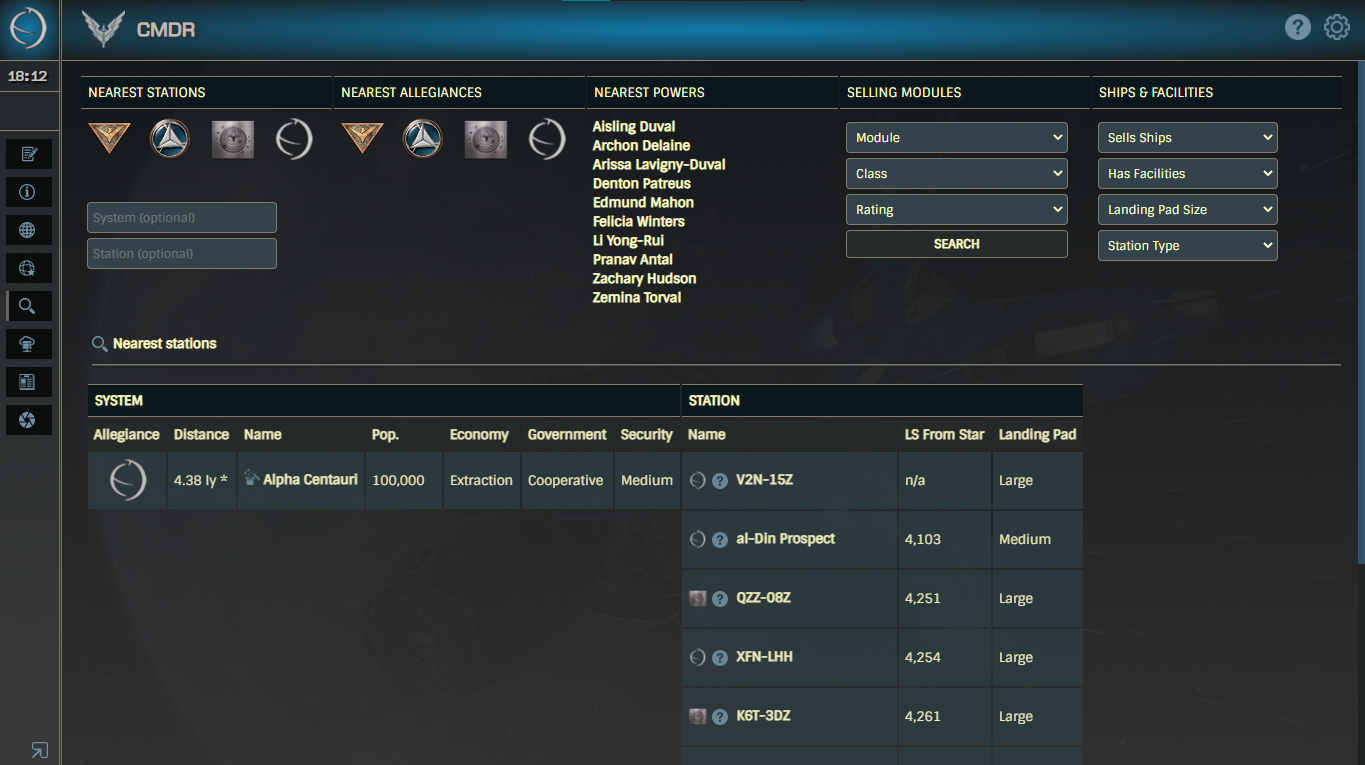 CMDR
18:12
NEAREST STATIONS
System (optional)
Station (optional)
NEAREST ALLEGIANCES
NEAREST POWERS
Aisling Duval
Archon Delaine
Arissa Lavigny-Duval
Denton Patreus
Edmund Mahon
Felicia Winters
Li Yong-Rui
Pranav Antal
Zachary Hudson
Zemina Torval
SELLING MODULES
Module
Class
Rating
SEARCH
SHIPS & FACILITIES
Sells Ships
Has Facilities
Landing Pad Size
Station Type
Nearest stations
SYSTEM STATION
Allegiance Distance Name Pop. Economy Government Security Name LS From Star Landing Pad
4.38 ly * Alpha Centauri 100,000 Extraction Cooperative Medium V2N-15Z n/a Large
al-Din Prospect 4,103 Medium
QZZ-08Z 4,251 Large
XFN-LHH 4,254 Large
K6T-3DZ 4,261 Large